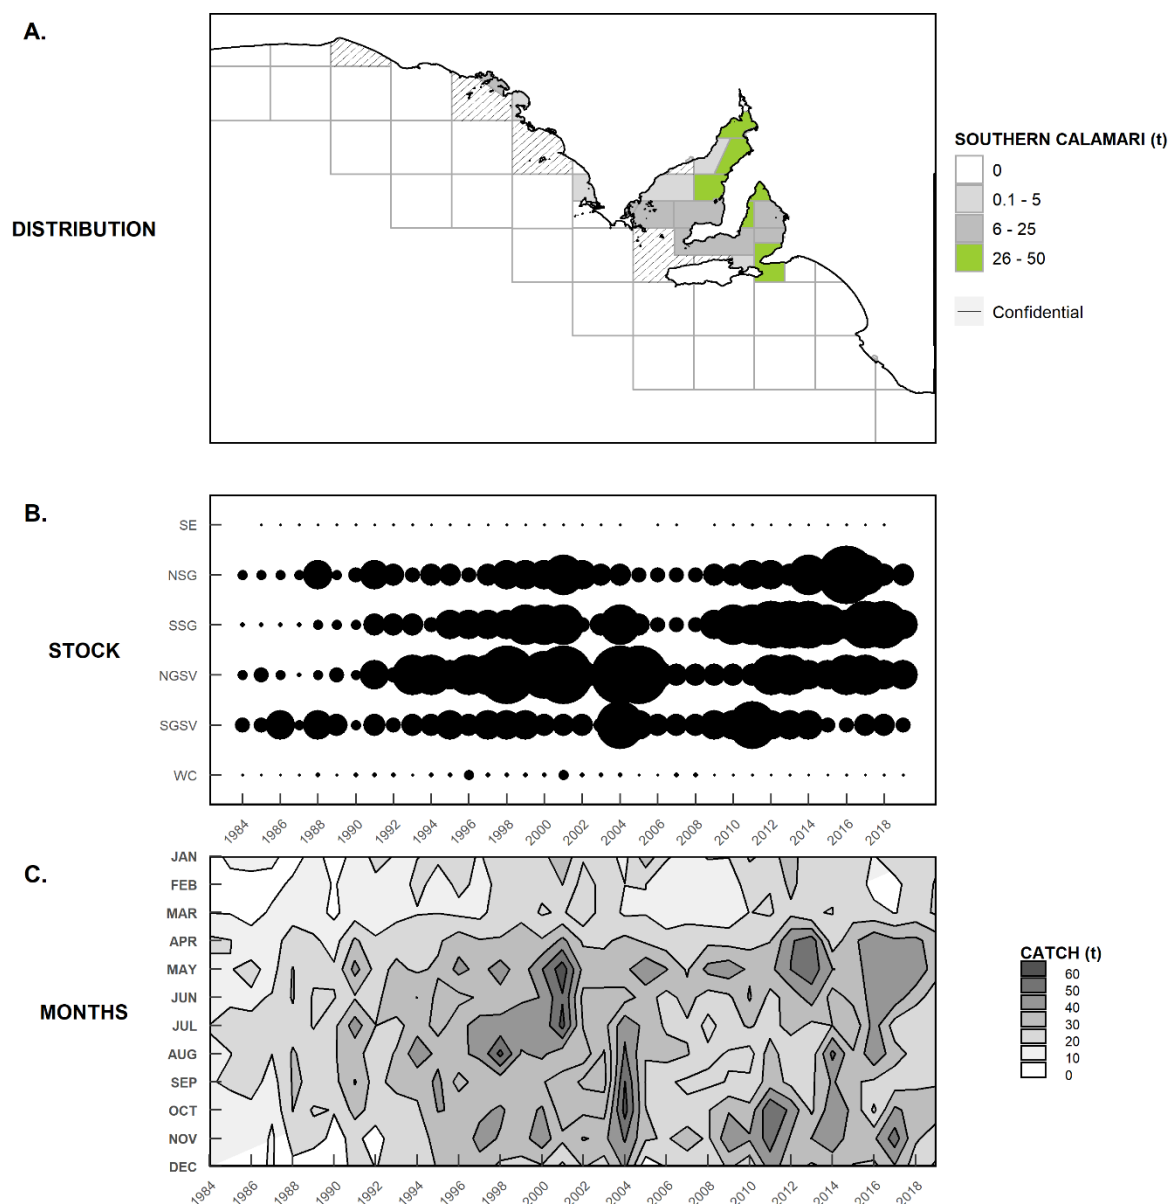 A.
DISTRIBUTION
SOUTHERN CALAMARI (t)
0
0.1 - 5
6 - 25
26 - 50
Confidential
B.
STOCK
SE
NSG
SSG
NGSV
SGSV
WC
1984 1986 1988 1990 1992 1994 1996 1998 2000 2002 2004 2006 2008 2010 2012 2014 2016 2018
C.
MONTHS
JAN
FEB
MAR
APR
MAY
JUN
JUL
AUG
SEP
OCT
NOV
DEC
1984 1986 1988 1990 1992 1994 1996 1998 2000 2002 2004 2006 2008 2010 2012 2014 2016 2018
CATCH (t)
60
50
40
30
20
10
0